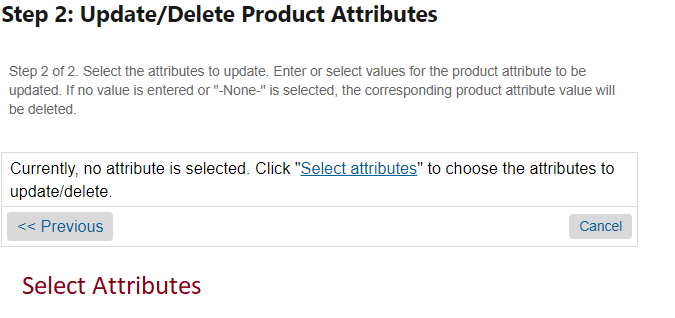 Step 2: Update/Delete Product Attributes
Step 2 of 2. Select the attributes to update. Enter or select values for the product attribute to be
updated. If no value is entered or "-None-" is selected, the corresponding product attribute value will
be deleted.
Currently, no attribute is selected. Click "Select attributes" to choose the attributes to
update/delete.
<< Previous
Cancel
Select Attributes